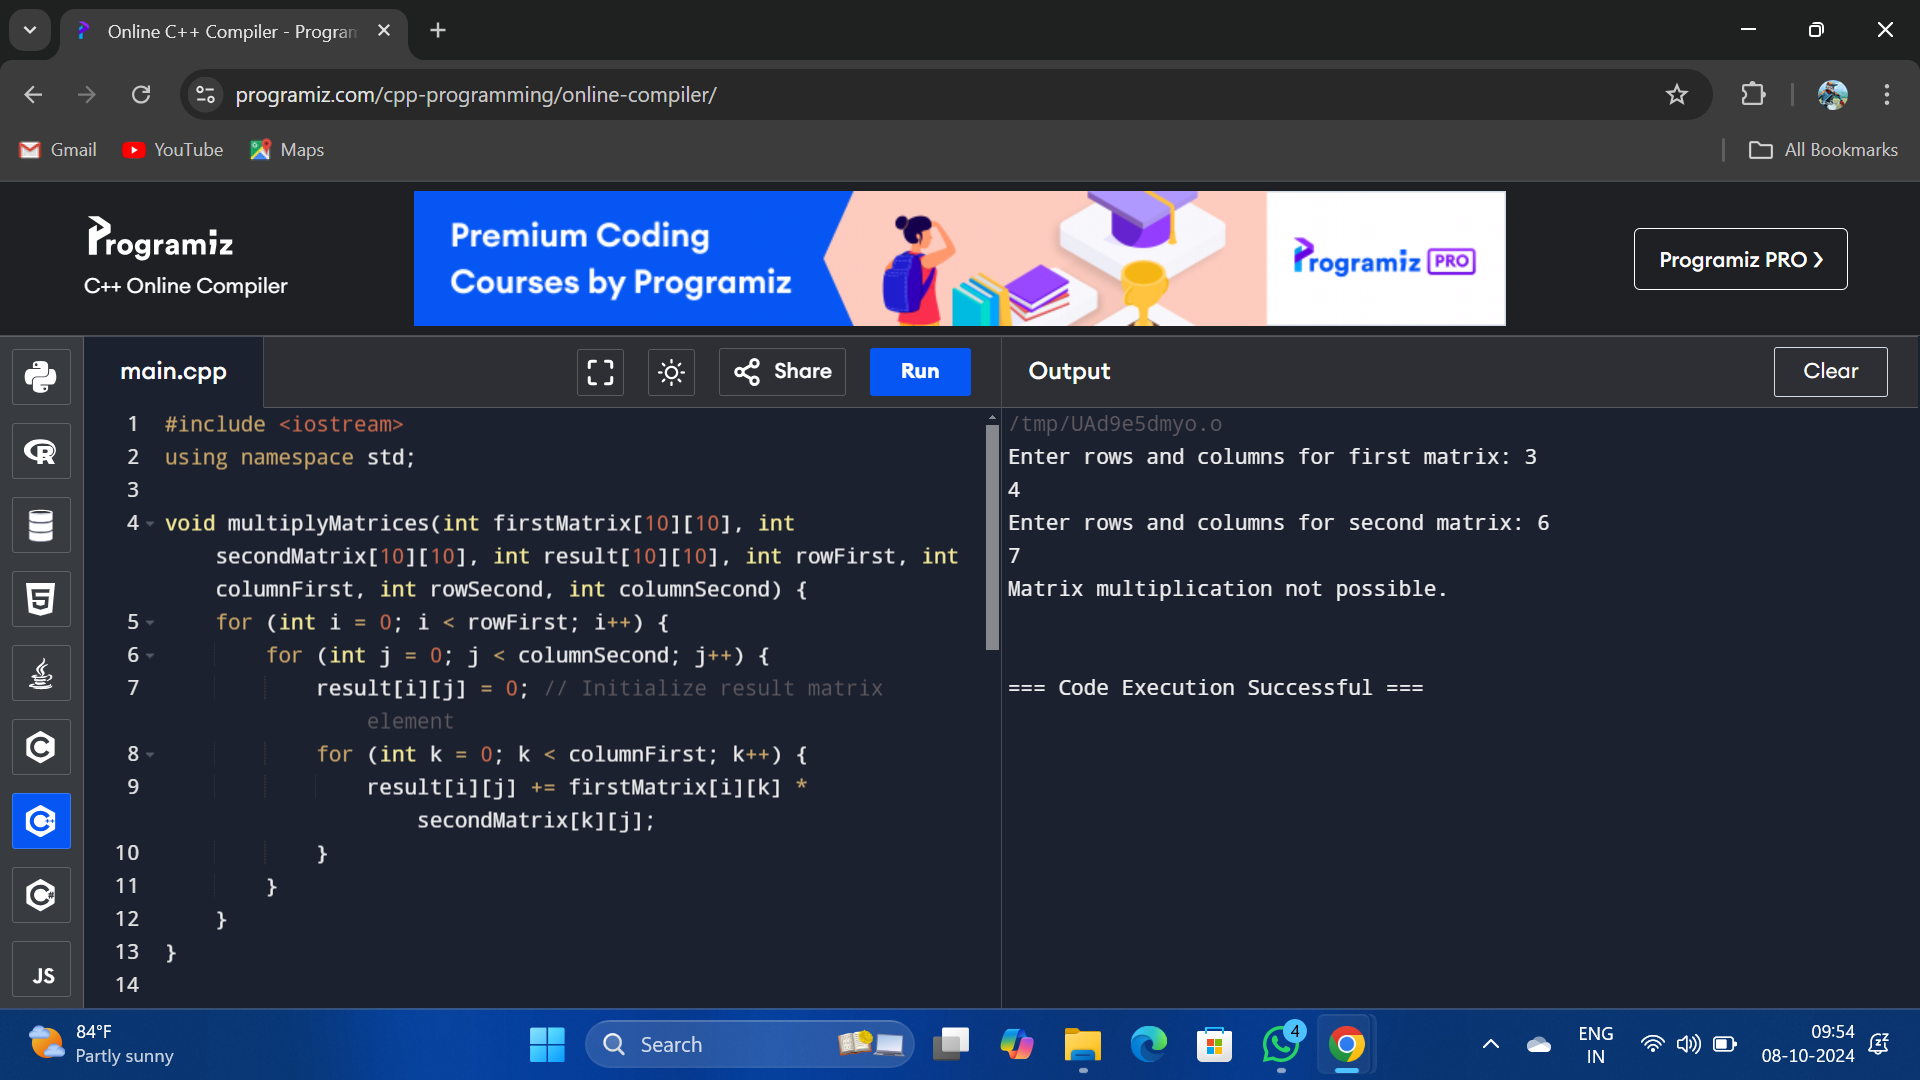 Online C++ Compiler - Program
programiz.com/cpp-programming/online-compiler/
Gmail
YouTube
Maps
All Bookmarks
Programiz
C++ Online Compiler
Premium Coding
Courses by Programiz
Programiz PRO
Programiz PRO ❯
main.cpp
Share
Run
Output
Clear
1 #include <iostream>
2 using namespace std;
3
4 void multiplyMatrices(int firstMatrix[10][10], int
secondMatrix[10][10], int result[10][10], int rowFirst, int
columnFirst, int rowSecond, int columnSecond) {
5 for (int i = 0; i < rowFirst; i++) {
6 for (int j = 0; j < columnSecond; j++) {
7 result[i][j] = 0; // Initialize result matrix
element
8 for (int k = 0; k < columnFirst; k++) {
9 result[i][j] += firstMatrix[i][k] *
secondMatrix[k][j];
10 }
11 }
12 }
13 }
14
/tmp/UAd9e5dmyo.o
Enter rows and columns for first matrix: 3
4
Enter rows and columns for second matrix: 6
7
Matrix multiplication not possible.
=== Code Execution Successful ===
R
5
C
C++
C#
JS
84°F
Partly sunny
Search
4
ENG
IN
09:54
08-10-2024